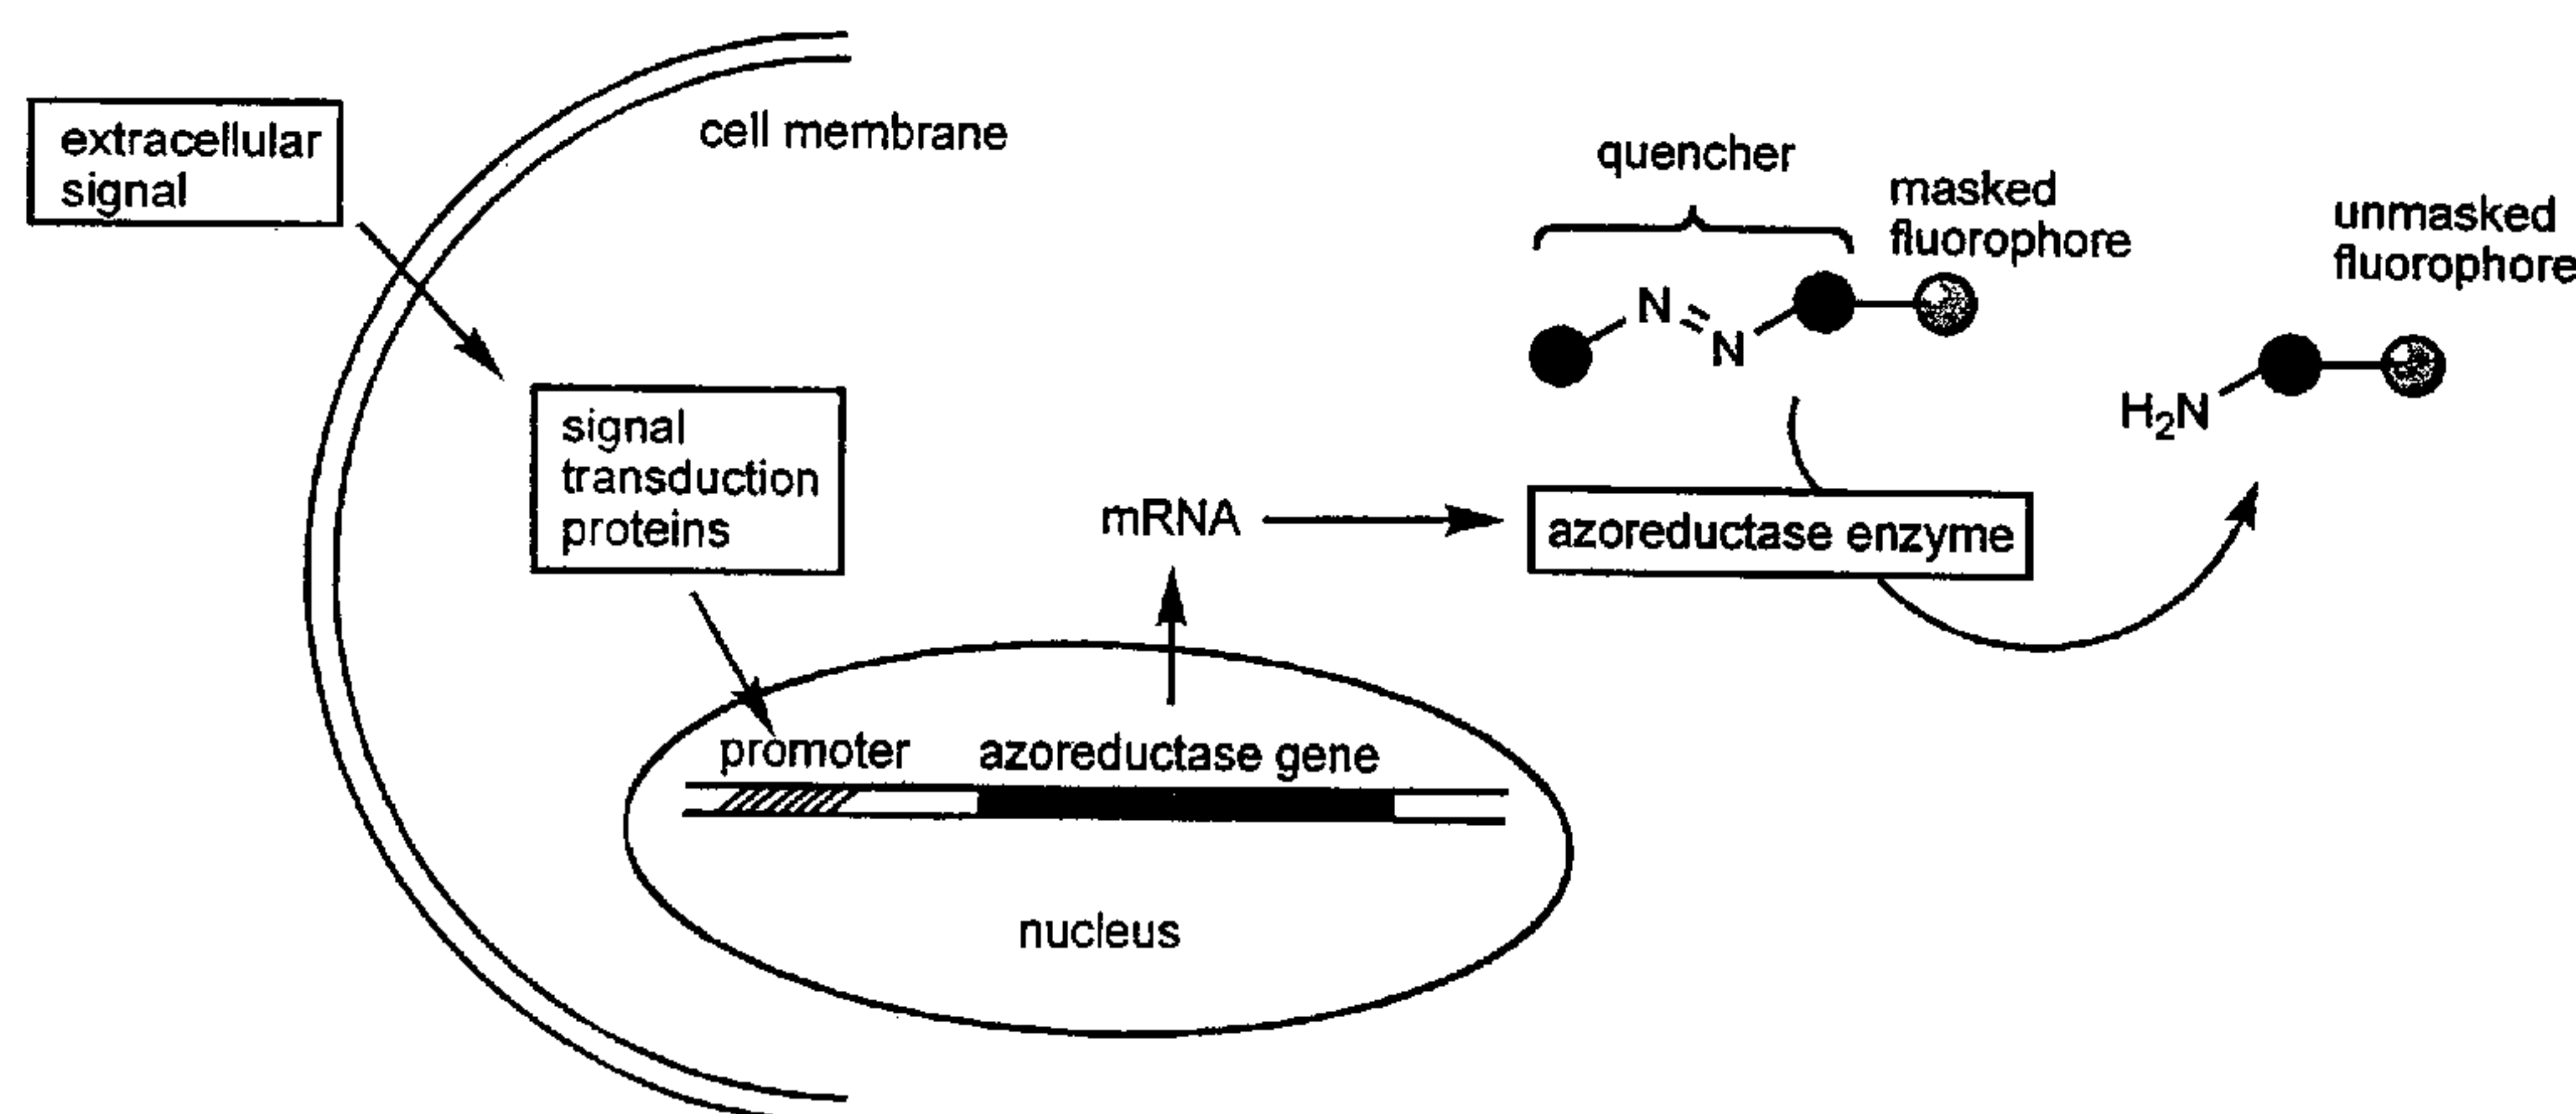 extracellular
signal
cell membrane
signal
transduction
proteins
promoter
azoreductase gene
nucleus
mRNA
azoreductase enzyme
quencher
masked
fluorophore
N
N
unmasked
fluorophore
H₂N